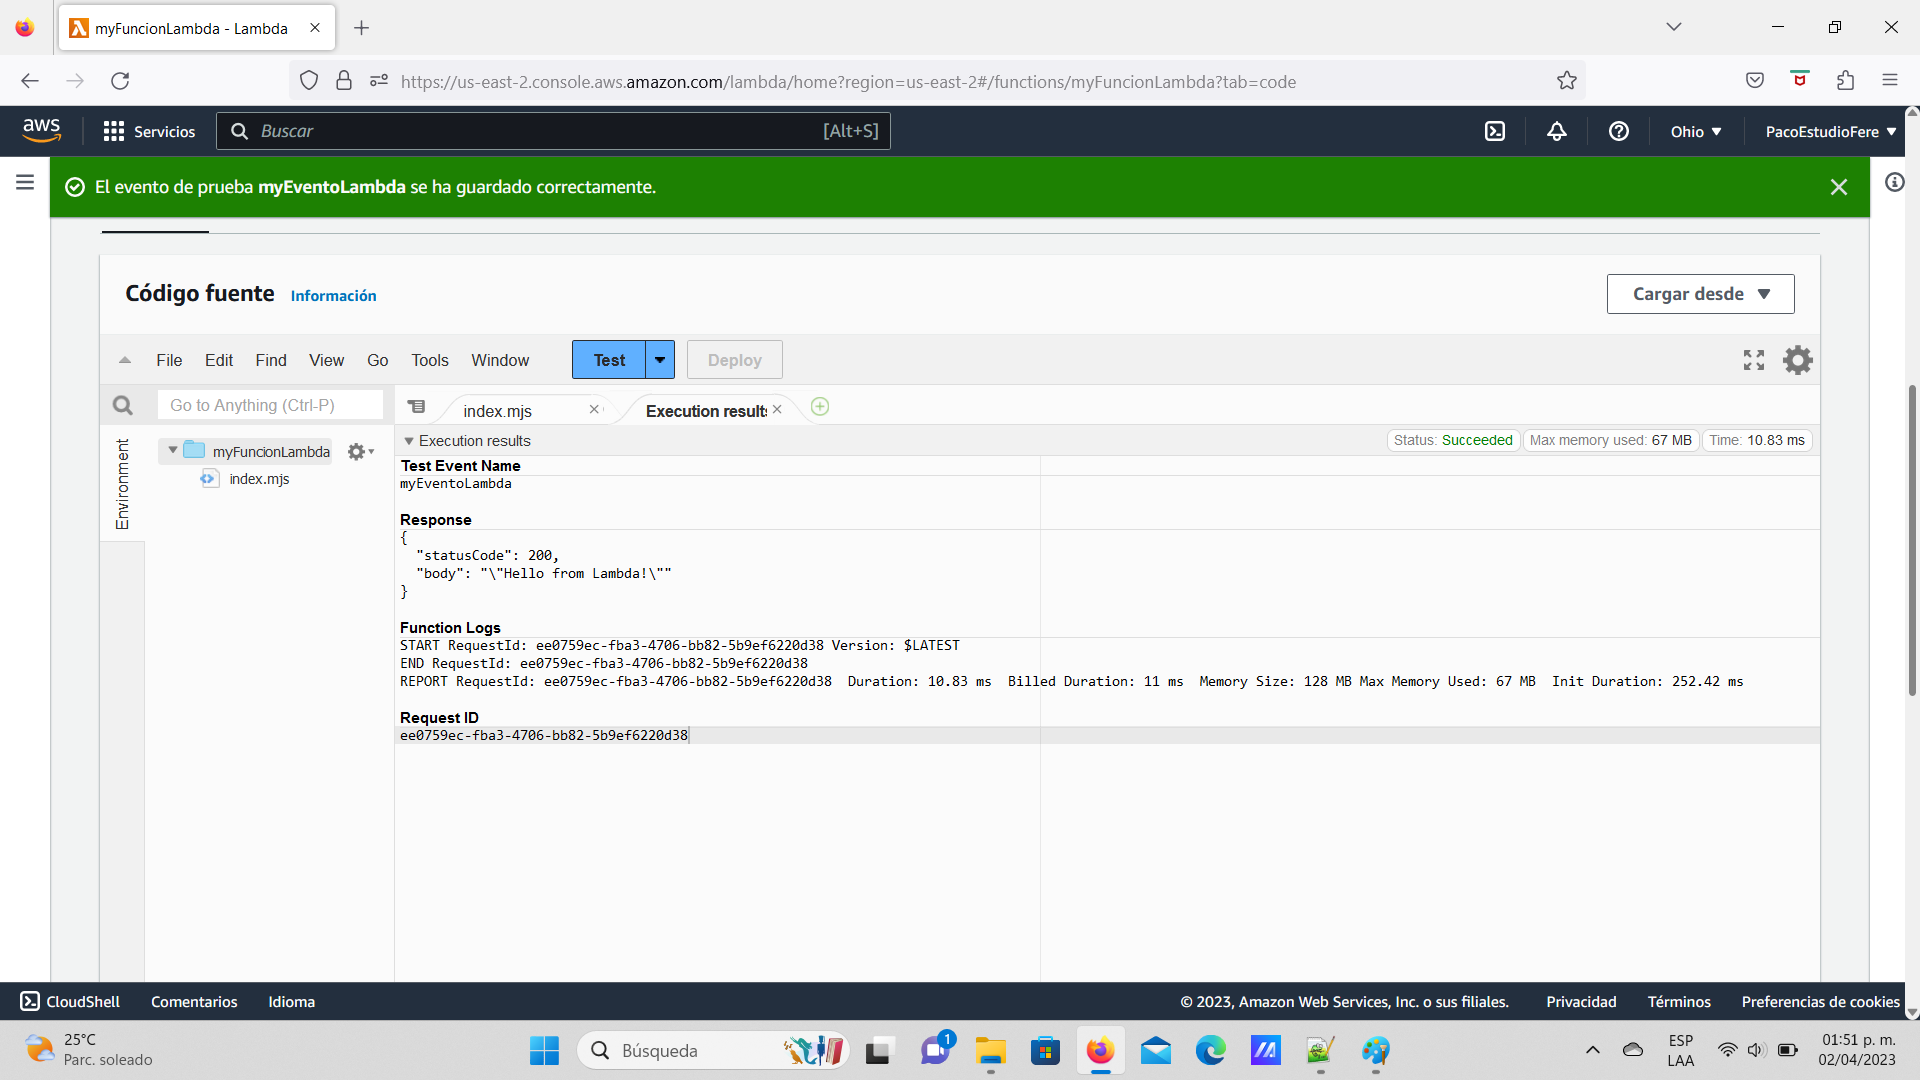 myFuncionLambda - Lambda
https://us-east-2.console.aws.amazon.com/lambda/home?region=us-east-2#/functions/myFuncionLambda?tab=code
aws
Servicios
Buscar
[Alt+S]
Ohio
PacoEstudioFere
El evento de prueba myEventoLambda se ha guardado correctamente.
Código fuente
Información
Cargar desde
File Edit Find View Go Tools Window
Test
Deploy
Go to Anything (Ctrl-P)
index.mjs
Execution results
Environment
myFuncionLambda
index.mjs
Execution results
Status: Succeeded
Max memory used: 67 MB
Time: 10.83 ms
Test Event Name
myEventoLambda
Response
{
"statusCode": 200,
"body": "\"Hello from Lambda!\""
}
Function Logs
START RequestId: ee0759ec-fba3-4706-bb82-5b9ef6220d38 Version: $LATEST
END RequestId: ee0759ec-fba3-4706-bb82-5b9ef6220d38
REPORT RequestId: ee0759ec-fba3-4706-bb82-5b9ef6220d38 Duration: 10.83 ms Billed Duration: 11 ms Memory Size: 128 MB Max Memory Used: 67 MB Init Duration: 252.42 ms
Request ID
ee0759ec-fba3-4706-bb82-5b9ef6220d38
CloudShell
Comentarios
Idioma
© 2023, Amazon Web Services, Inc. o sus filiales.
Privacidad
Términos
Preferencias de cookies
25°C
Parc. soleado
Búsqueda
1
ESP
LAA
01:51 p. m.
02/04/2023